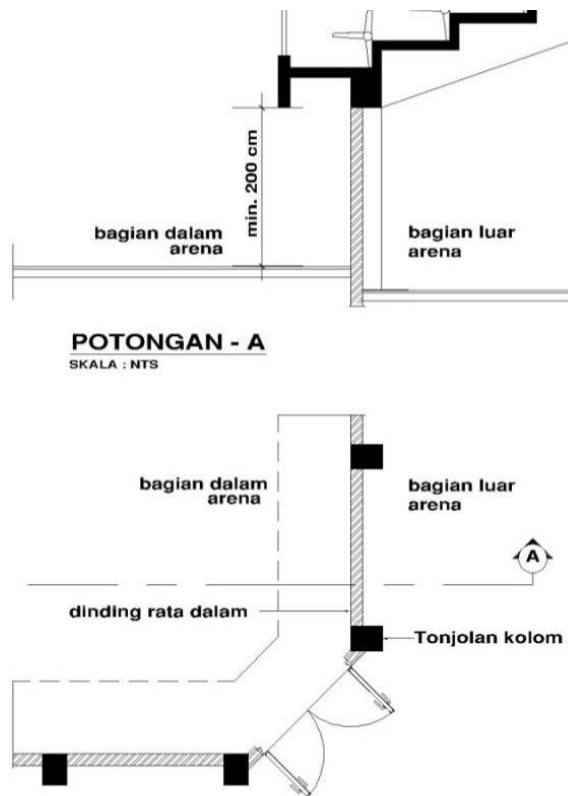 min. 200 cm
bagian dalam
arena
bagian luar
arena
POTONGAN - A
SKALA : NTS
bagian dalam
arena
bagian luar
arena
A
dinding rata dalam
Tonjolan kolom